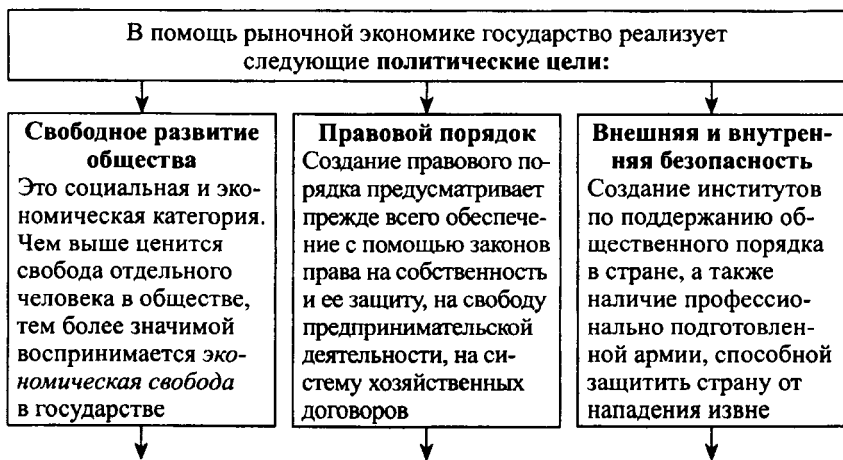 В помощь рыночной экономике государство реализует
следующие политические цели:
Свободное развитие
общества
Это социальная и эко-
номическая категория.
Чем выше ценится
свобода отдельного
человека в обществе,
тем более значимой
воспринимается эко-
номическая свобода
в государстве
Правовой порядок
Создание правового по-
рядка предусматривает
прежде всего обеспече-
ние с помощью законов
права на собственность
и ее защиту, на свободу
предпринимательской
деятельности, на си-
стему хозяйственных
договоров
Внешняя и внутрен-
няя безопасность
Создание институтов
по поддержанию об-
щественного порядка
в стране, а также
наличие профессио-
нально подготовлен-
ной армии, способной
защитить страну от
нападения извне